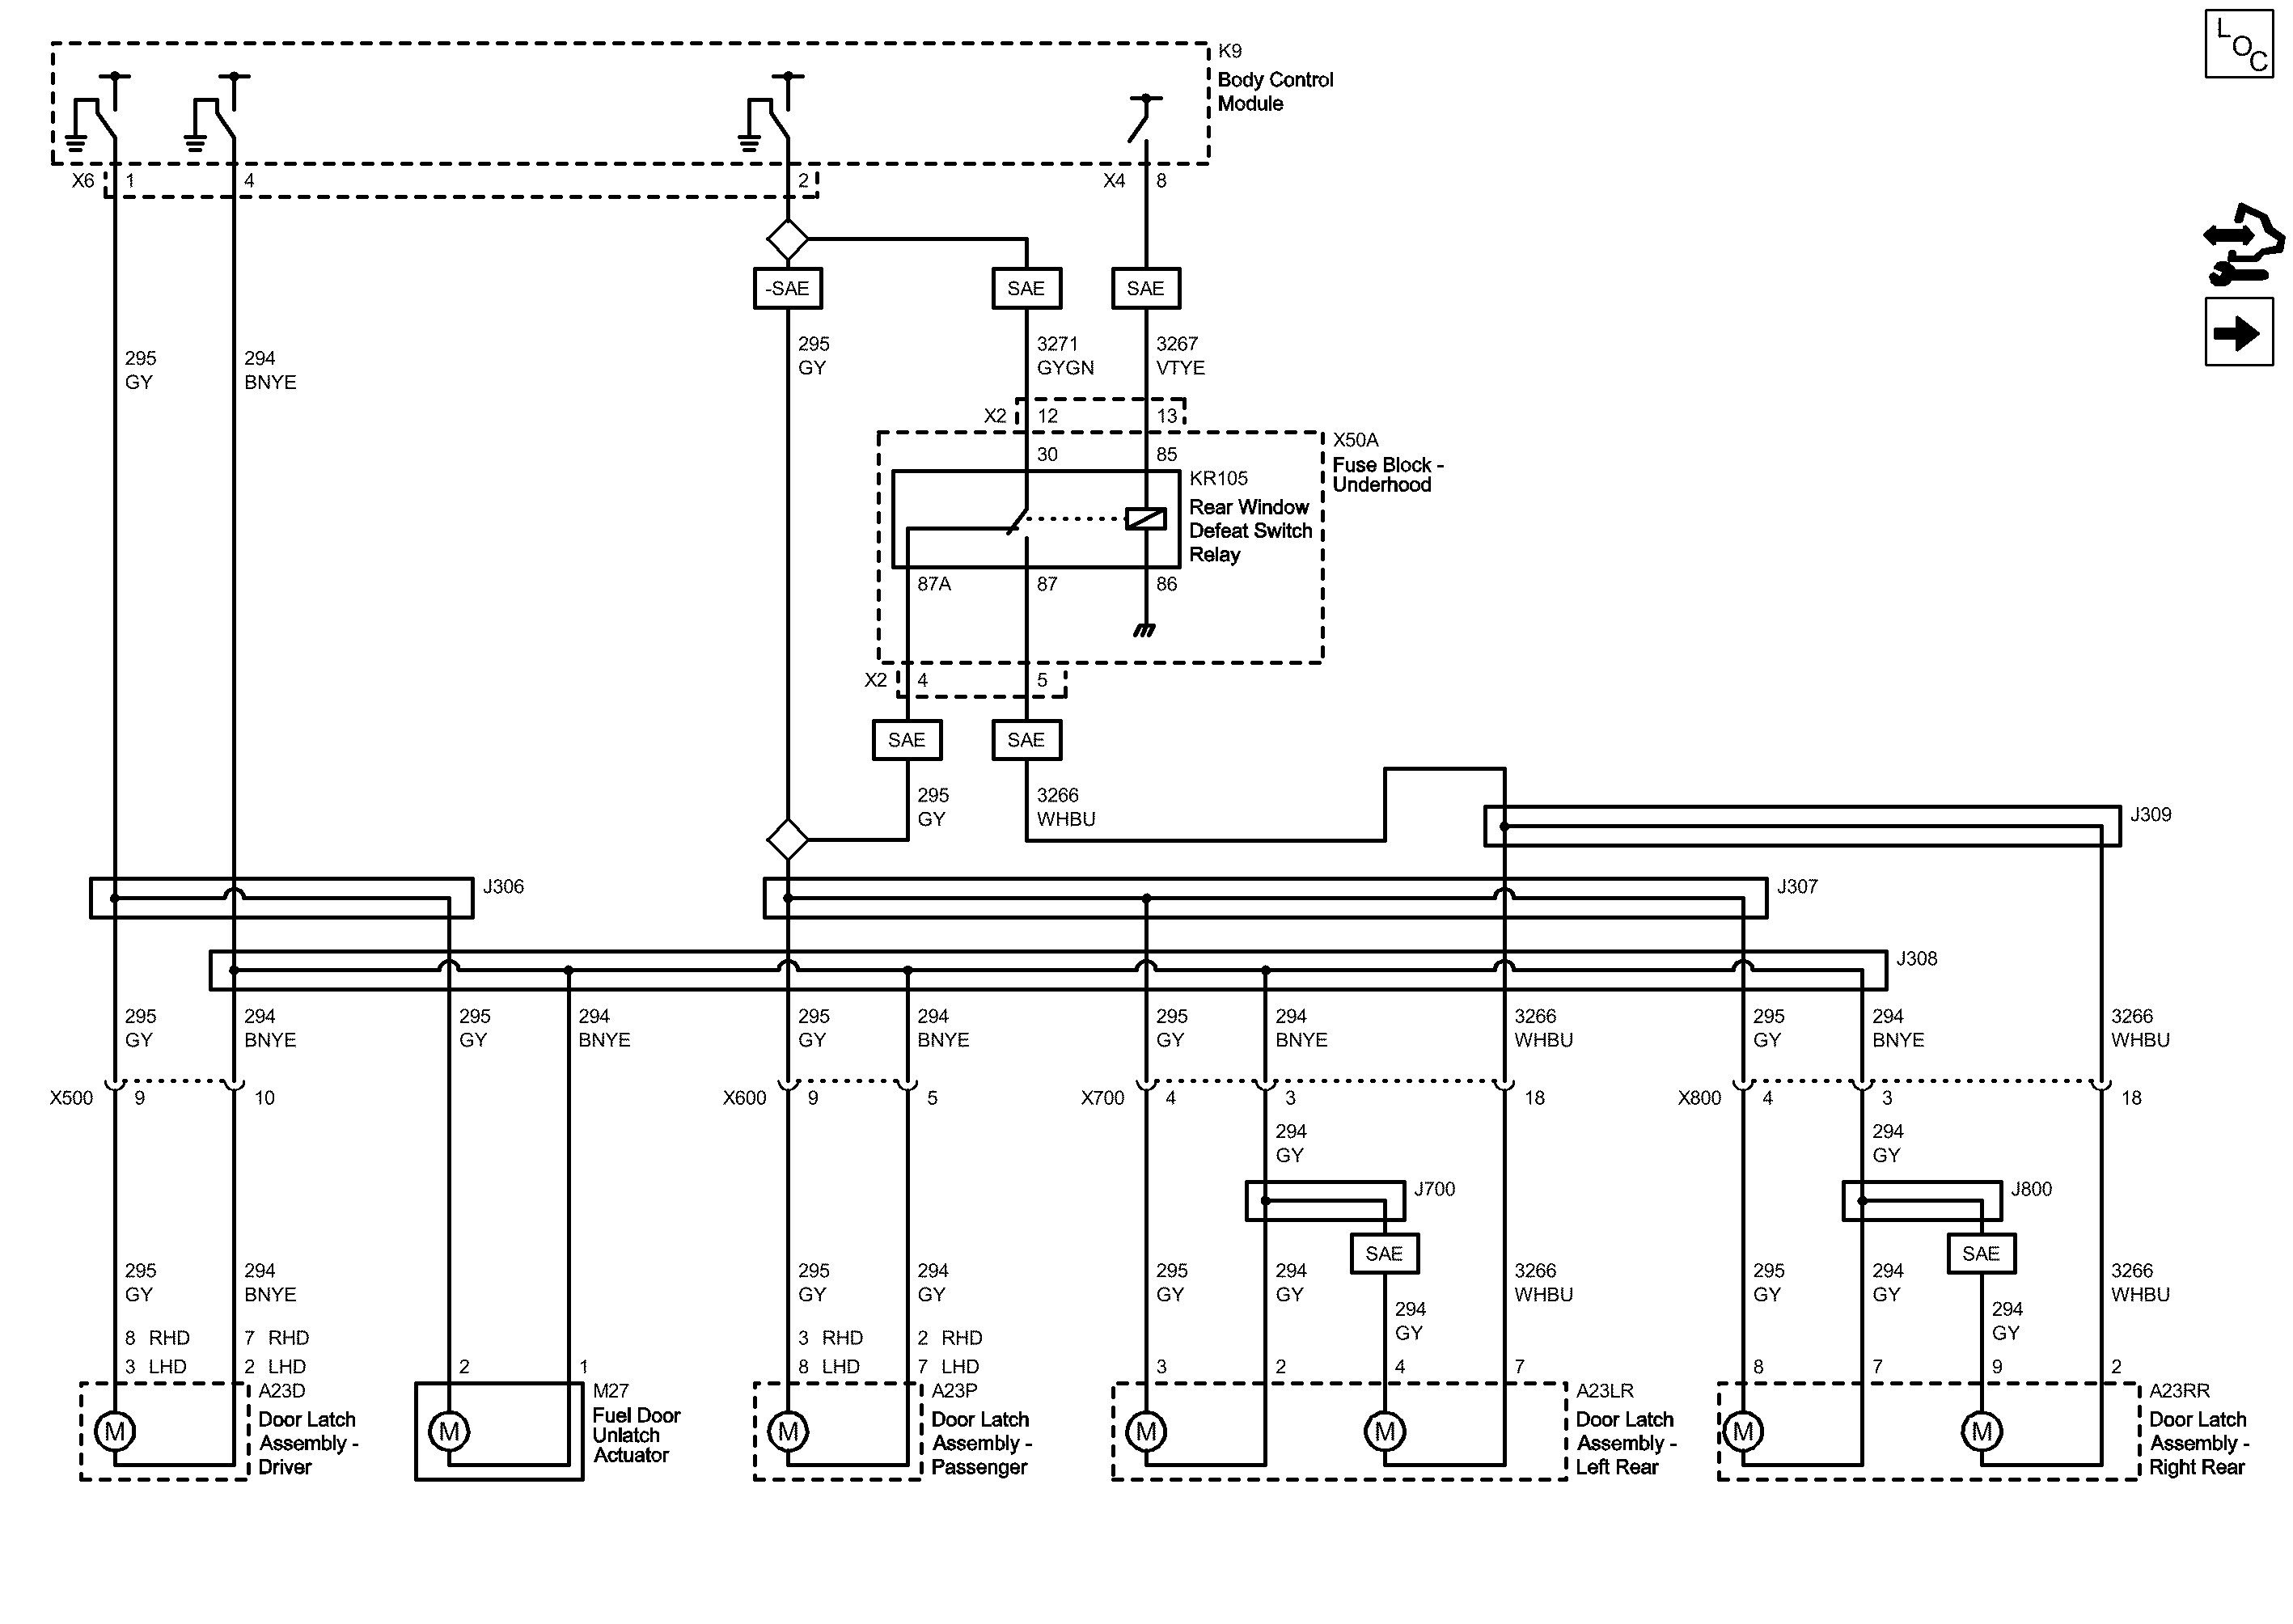 L
O
C
K9
Body Control
Module
X6 1 4 2 X4 8
-SAE SAE SAE
295 3271 3267
GY GYGN VTYE
295 294
GY BNYE
X2 12 13
X50A
Fuse Block -
Underhood
30 85
KR105
Rear Window
Defeat Switch
Relay
87A 87 86
X2 4 5
SAE SAE
295 3266
GY WHBU
J309
J306 J307
J308
295 294 295 294 295 294 295 294 3266 295 294 3266
GY BNYE GY BNYE GY BNYE GY BNYE WHBU GY BNYE WHBU
X500 9 10 X600 9 5 X700 4 3 18 X800 4 3 18
294 294
GY GY
J700 J800
SAE SAE
295 294 295 294 295 294 3266 295 294 3266
GY BNYE GY GY GY GY WHBU GY GY WHBU
294 294
GY GY
8 RHD 7 RHD 3 RHD 2 RHD
3 LHD 2 LHD 2 1 8 LHD 7 LHD 3 2 4 7 8 7 9 2
A23D
Door Latch
Assembly -
Driver
M
M27
Fuel Door
Unlatch
Actuator
M
A23P
Door Latch
Assembly -
Passenger
M
A23LR
Door Latch
Assembly -
Left Rear
M M
A23RR
Door Latch
Assembly -
Right Rear
M M